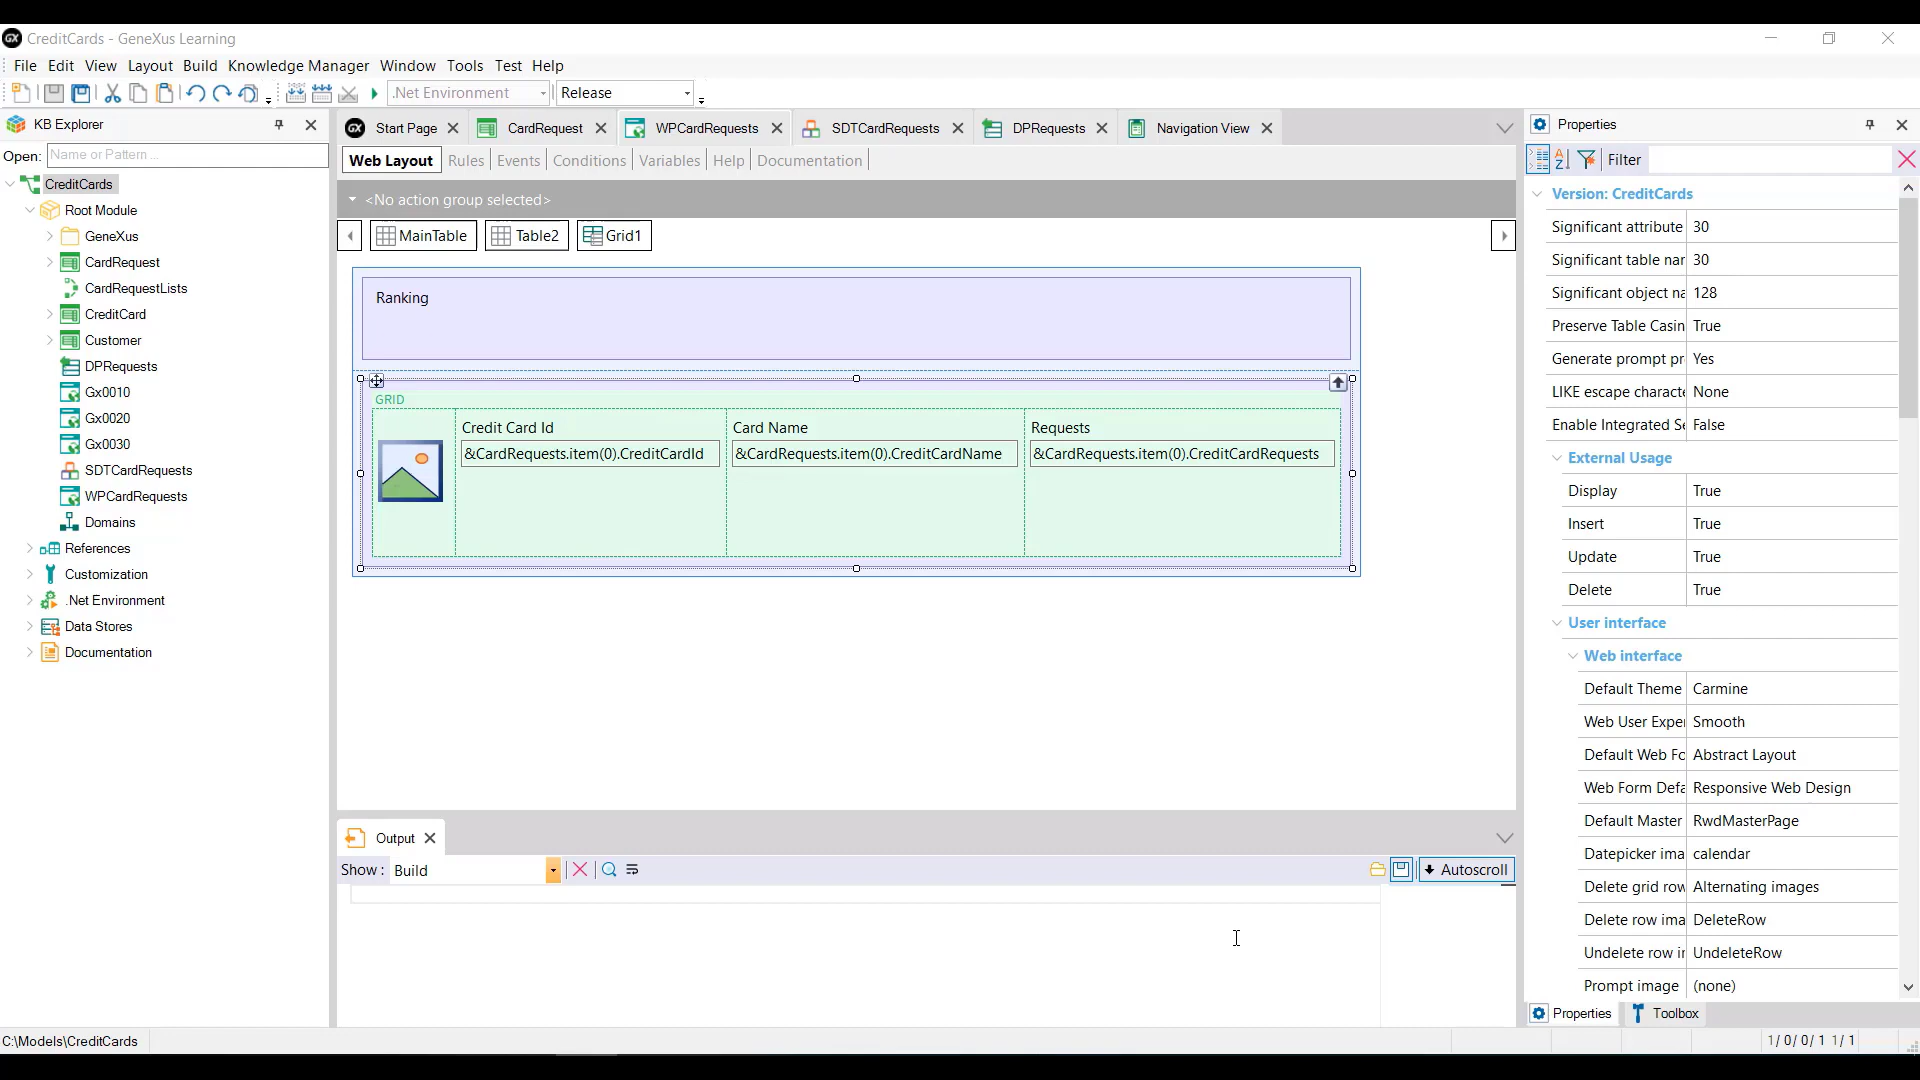 CreditCards - GeneXus Learning
File Edit View Layout Build Knowledge Manager Window Tools Test Help
.Net Environment Release
KB Explorer
Open: Name or Pattern ...
CreditCards
Root Module
GeneXus
CardRequest
CardRequestLists
CreditCard
Customer
DPRequests
Gx0010
Gx0020
Gx0030
SDTCardRequests
WPCardRequests
Domains
References
Customization
.Net Environment
Data Stores
Documentation
Start Page CardRequest WPCardRequests SDTCardRequests DPRequests Navigation View
Web Layout Rules Events Conditions Variables Help Documentation
<No action group selected>
MainTable Table2 Grid1
Ranking
GRID
Credit Card Id Card Name Requests
&CardRequests.item(0).CreditCardId &CardRequests.item(0).CreditCardName &CardRequests.item(0).CreditCardRequests
Output
Show : Build Autoscroll
Properties
Filter
Version: CreditCards
Significant attribute 30
Significant table nar 30
Significant object na 128
Preserve Table Casin True
Generate prompt pr Yes
LIKE escape characte None
Enable Integrated Se False
External Usage
Display True
Insert True
Update True
Delete True
User interface
Web interface
Default Theme Carmine
Web User Exper Smooth
Default Web Fo Abstract Layout
Web Form Defa Responsive Web Design
Default Master RwdMasterPage
Datepicker ima calendar
Delete grid row Alternating images
Delete row ima DeleteRow
Undelete row ir UndeleteRow
Prompt image (none)
Properties Toolbox
C:\Models\CreditCards 1/ 0/ 0/ 1 1/ 1